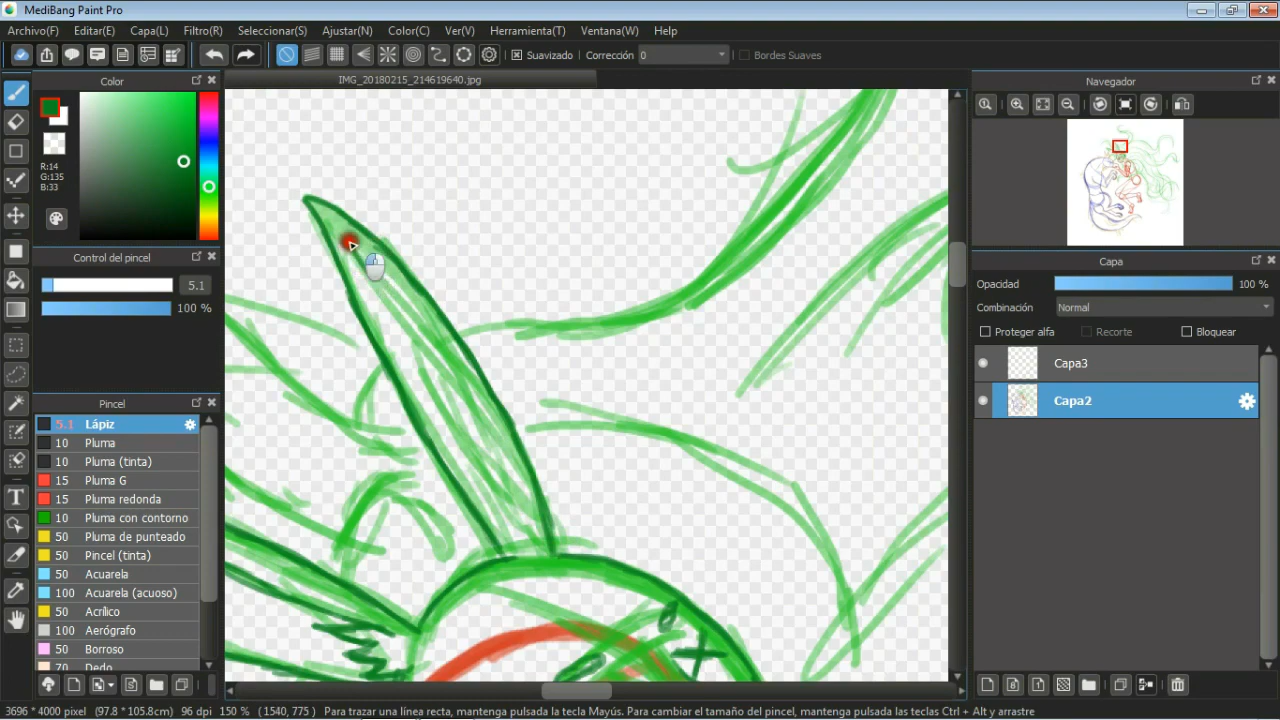 MediBang Paint Pro
Archivo(F) Editar(E) Capa(L) Filtro(R) Seleccionar(S) Ajustar(N) Color(C) Ver(V) Herramienta(T) Ventana(W) Help
Suavizado Corrección 0 Bordes Suaves
IMG_20180215_214619640.jpg
Color
R:14
G:135
B:33
Control del pincel
5.1
100 %
Pincel
5.1 Lápiz
10 Pluma
10 Pluma (tinta)
15 Pluma G
15 Pluma redonda
10 Pluma con contorno
50 Pluma de punteado
50 Pincel (tinta)
50 Acuarela
100 Acuarela (acuoso)
50 Acrílico
100 Aerógrafo
50 Borroso
70 Dedo
Navegador
Capa
Opacidad 100 %
Combinación Normal
Proteger alfa Recorte Bloquear
Capa3
Capa2
3696 * 4000 pixel (97.8 * 105.8cm) 96 dpi 150 % (1540, 775) Para trazar una línea recta, mantenga pulsada la tecla Mayús. Para cambiar el tamaño del pincel, mantenga pulsadas las teclas Ctrl + Alt y arrastre